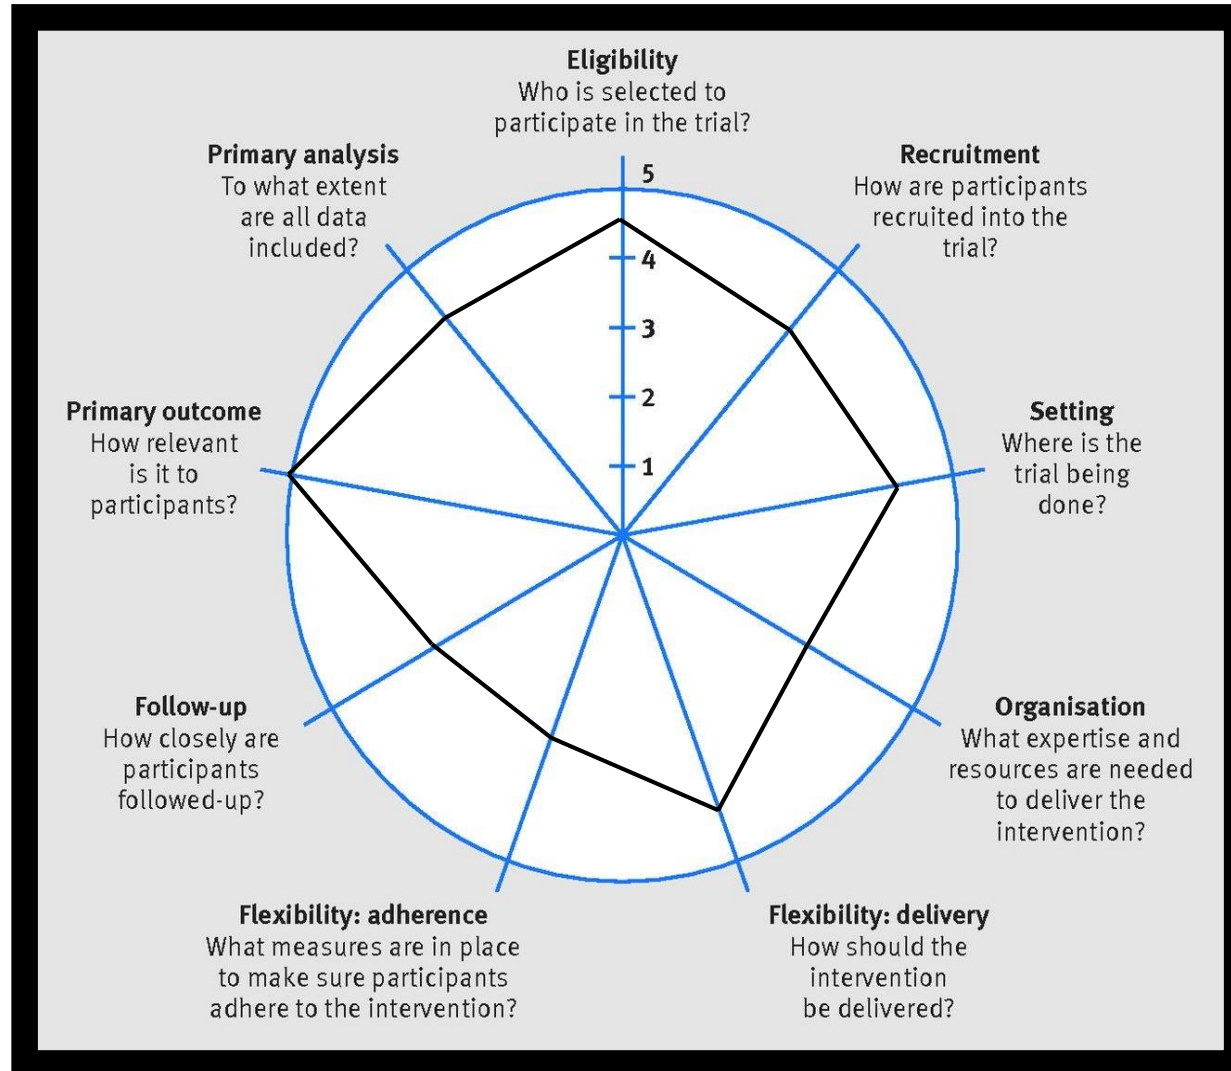 Eligibility
Who is selected to
participate in the trial?
Recruitment
How are participants
recruited into the
trial?
Setting
Where is the
trial being
done?
Organisation
What expertise and
resources are needed
to deliver the
intervention?
Flexibility: delivery
How should the
intervention
be delivered?
Flexibility: adherence
What measures are in place
to make sure participants
adhere to the intervention?
Follow-up
How closely are
participants
followed-up?
Primary outcome
How relevant
is it to
participants?
Primary analysis
To what extent
are all data
included?
5
4
3
2
1